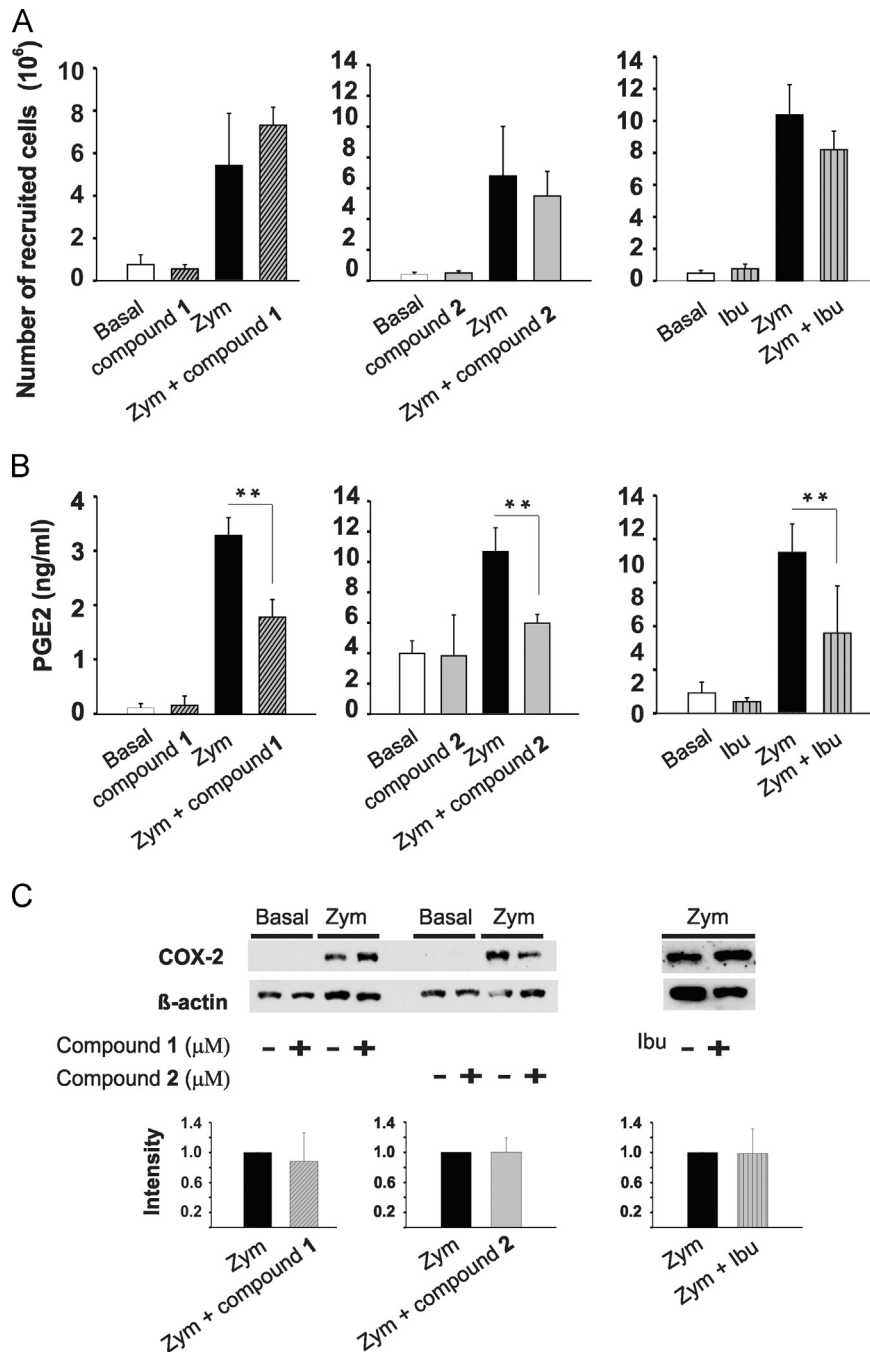 A
Number of recruited cells (10⁶)
10
8
6
4
2
0
Basal
compound 1
Zym
Zym + compound 1
14
12
10
8
6
4
2
0
Basal
compound 2
Zym
Zym + compound 2
14
12
10
8
6
4
2
0
Basal
Ibu
Zym
Zym + Ibu
B
PGE2 (ng/ml)
4
3
2
1
0
**
Basal
compound 1
Zym
Zym + compound 1
14
12
10
8
6
4
2
0
**
Basal
compound 2
Zym
Zym + compound 2
14
12
10
8
6
4
2
0
**
Basal
Ibu
Zym
Zym + Ibu
C
Basal Zym Basal Zym Zym
COX-2
ß-actin
Compound 1 (µM) - + - + Ibu - +
Compound 2 (µM) - + - +
Intensity
1.4
1.0
0.6
0.2
Zym
Zym + compound 1
1.4
1.0
0.6
0.2
Zym
Zym + compound 2
1.4
1.0
0.6
0.2
Zym
Zym + Ibu